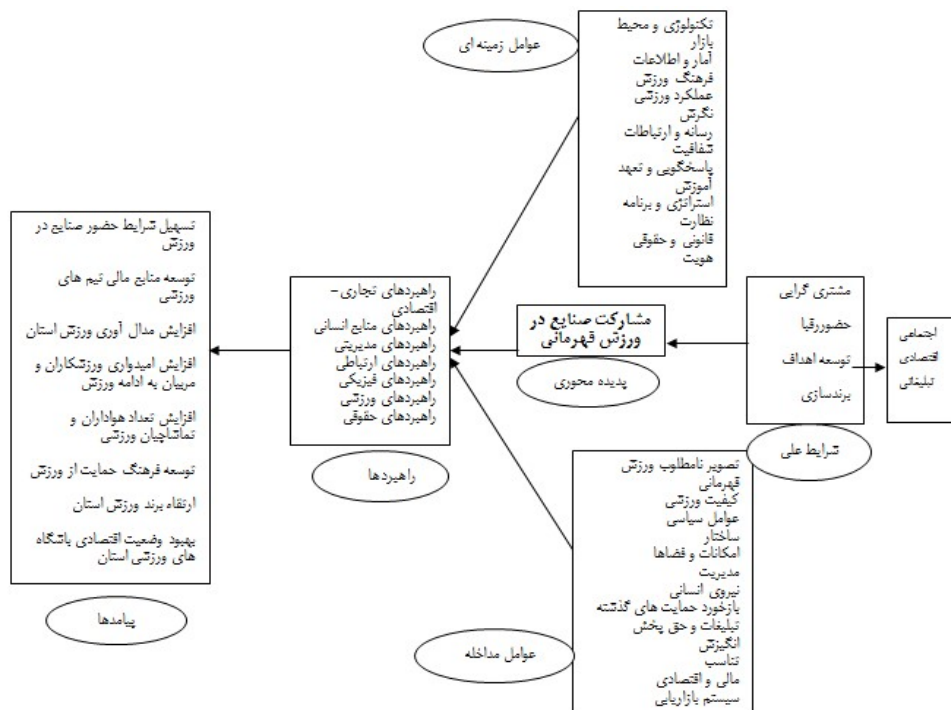 عوامل زمینه ای
تکنولوژی و محیط
بازار
آمار و اطلاعات
فرهنگ ورزش
عملکرد ورزشی
نگرش
رسانه و ارتباطات
شفافیت
پاسخگویی و تعهد
آموزش
استراتژی و برنامه
نظارت
قانونی و حقوقی
هویت
اجتماعی
اقتصادی
تبلیغاتی
مشتری گرایی
حضوررقبا
توسعه اهداف
برندسازی
شرایط علی
مشارکت صنایع در
ورزش قهرمانی
پدیده محوری
تصویر نامطلوب ورزش
قهرمانی
کیفیت ورزشی
عوامل سیاسی
ساختار
امکانات و فضاها
مدیریت
نیروی انسانی
بازخورد حمایت های گذشته
تبلیغات و حق پخش
انگیزش
تناسب
مالی و اقتصادی
سیستم بازاریابی
عوامل مداخله
راهبردهای تجاری-
اقتصادی
راهبردهای منابع انسانی
راهبردهای مدیریتی
راهبردهای ارتباطی
راهبردهای فیزیکی
راهبردهای ورزشی
راهبردهای حقوقی
راهبردها
تسهیل شرایط حضور صنایع در
ورزش
توسعه منابع مالی تیم های
ورزشی
افزایش مدال آوری ورزش استان
افزایش امیدواری ورزشکاران و
مربیان به ادامه ورزش
افزایش تعداد هواداران و
تماشاچیان ورزشی
توسعه فرهنگ حمایت از ورزش
ارتقاء برند ورزش استان
بهبود وضعیت اقتصادی باشگاه
های ورزشی استان
پیامدها